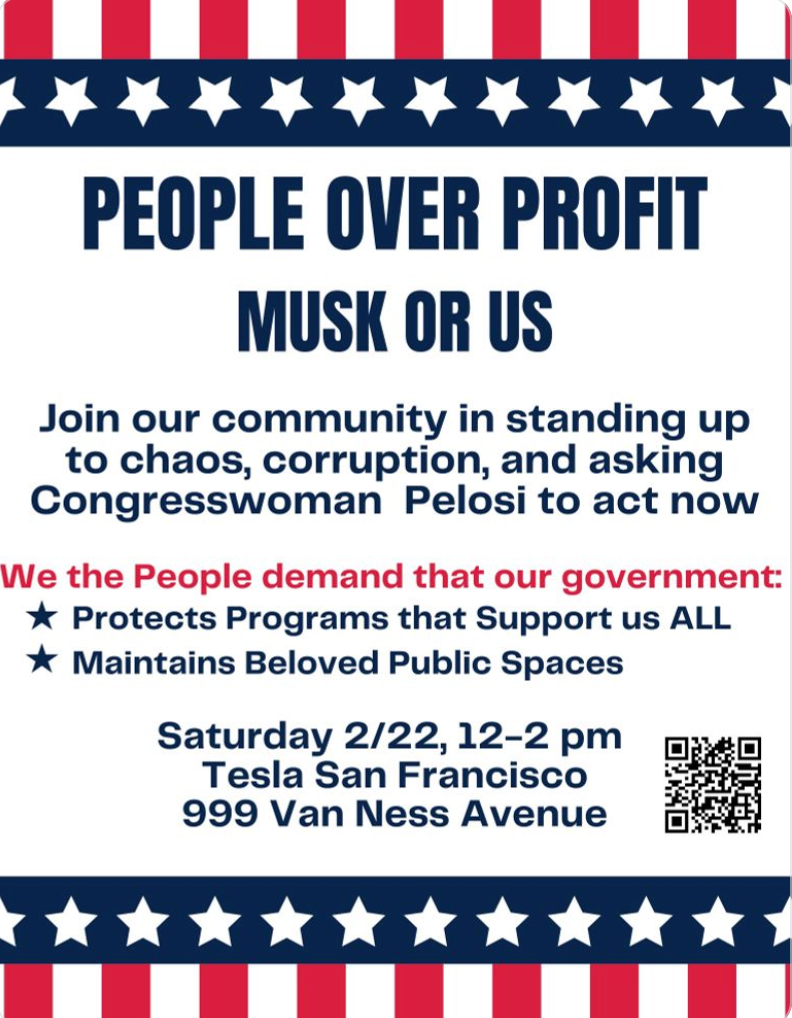 PEOPLE OVER PROFIT
MUSK OR US
Join our community in standing up
to chaos, corruption, and asking
Congresswoman Pelosi to act now
We the People demand that our government:
★ Protects Programs that Support us ALL
★ Maintains Beloved Public Spaces
Saturday 2/22, 12-2 pm
Tesla San Francisco
999 Van Ness Avenue